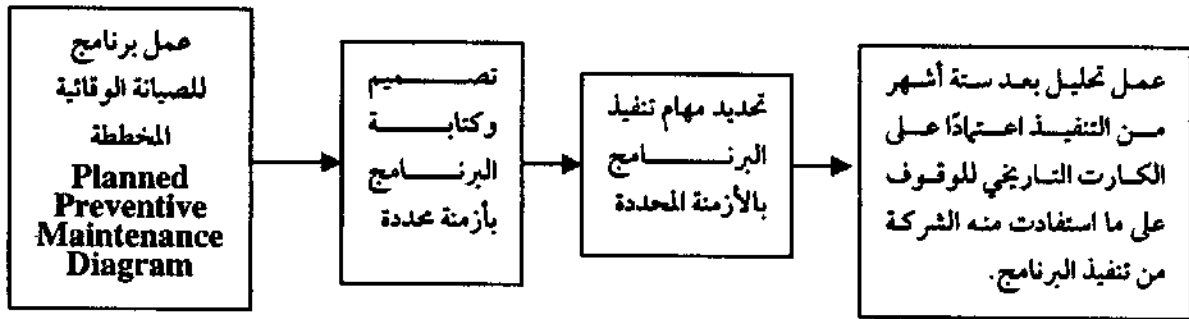 عمل برنامج
للصيانة الوقائية
المخططة
Planned
Preventive
Maintenance
Diagram
تصميم
وكتابة
البرنامج
بأزمنة محددة
تحديد مهام تنفيذ
البرنامج
بالأزمنة المحددة
عمل تحليل بعد ستة أشهر
من التنفيذ اعتمادًا على
الكارت التاريخي للوقوف
على ما استفادت منه الشركة
من تنفيذ البرنامج.